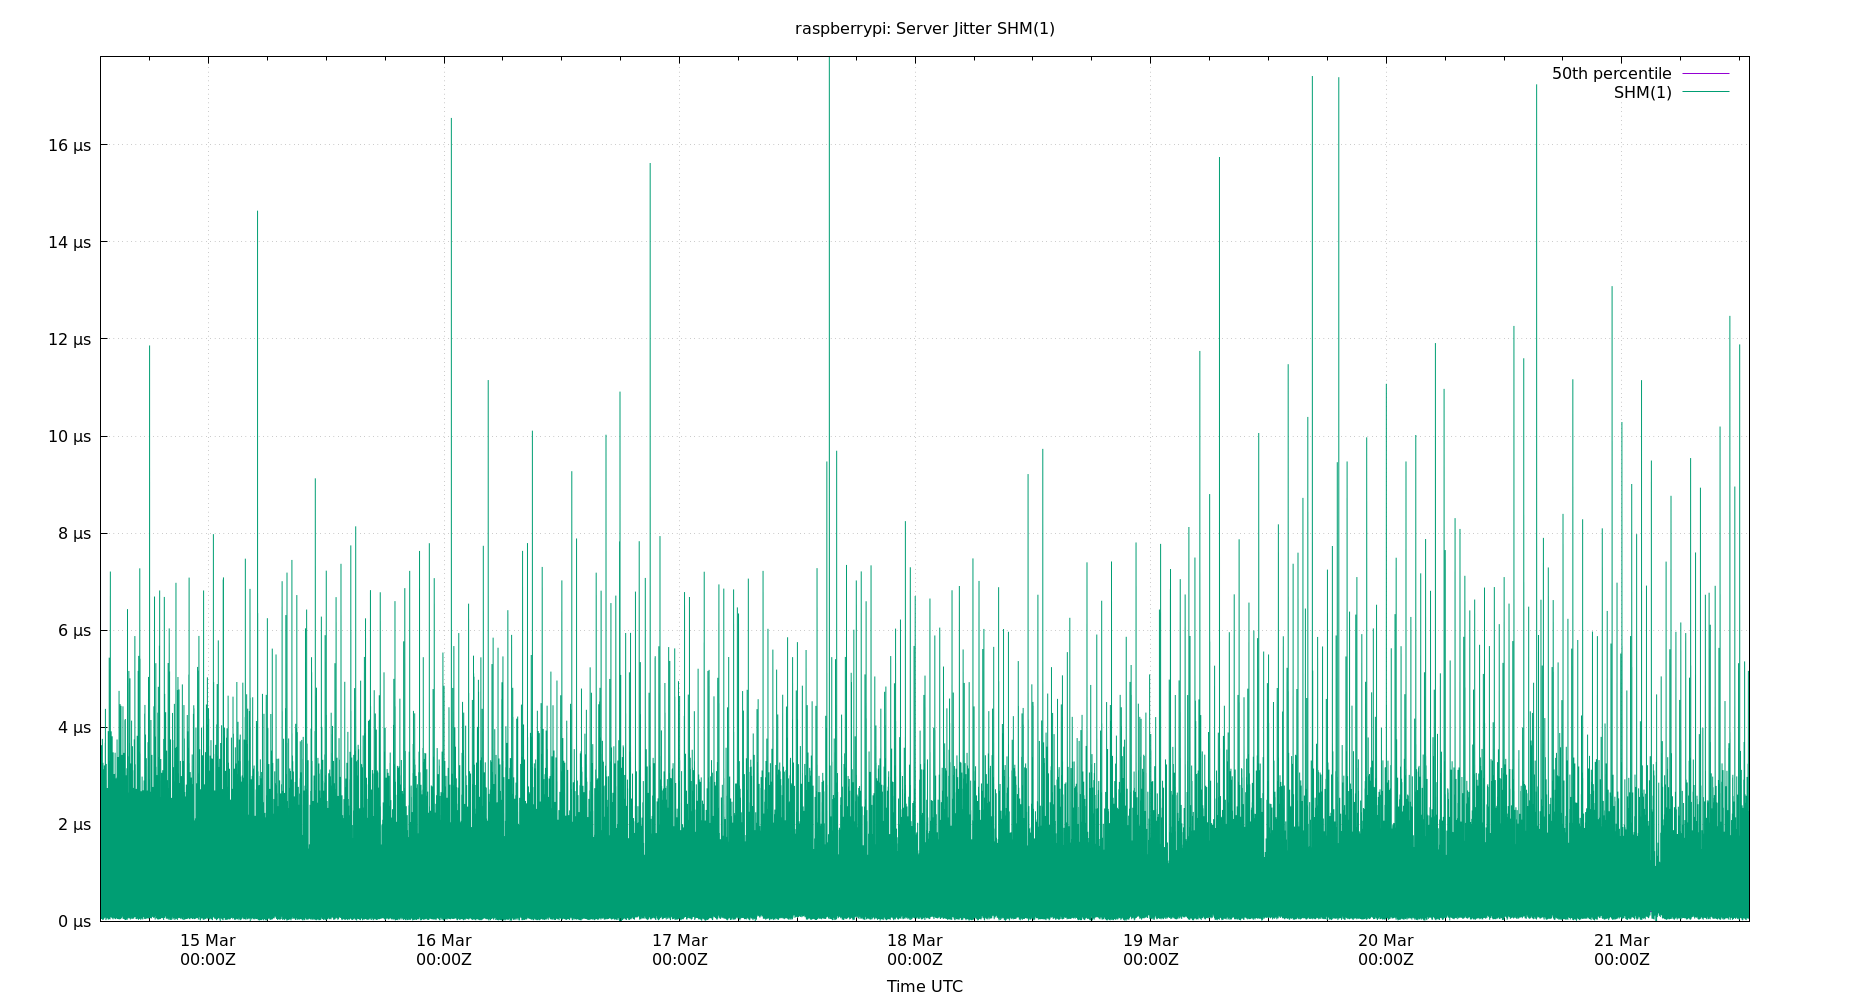 raspberrypi: Server Jitter SHM(1)
50th percentile
SHM(1)
16 µs
14 µs
12 µs
10 µs
8 µs
6 µs
4 µs
2 µs
0 µs
15 Mar 16 Mar 17 Mar 18 Mar 19 Mar 20 Mar 21 Mar
00:00Z 00:00Z 00:00Z 00:00Z 00:00Z 00:00Z 00:00Z
Time UTC